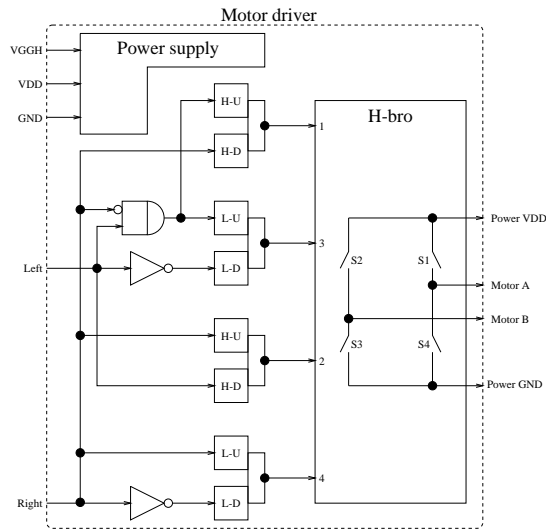 Motor driver
VGGH
Power supply
VDD
GND
H-U
H-D
1
H-bro
L-U
L-D
3
Left
Power VDD
S2
S1
Motor A
Motor B
S3
S4
H-U
H-D
2
Power GND
L-U
L-D
4
Right